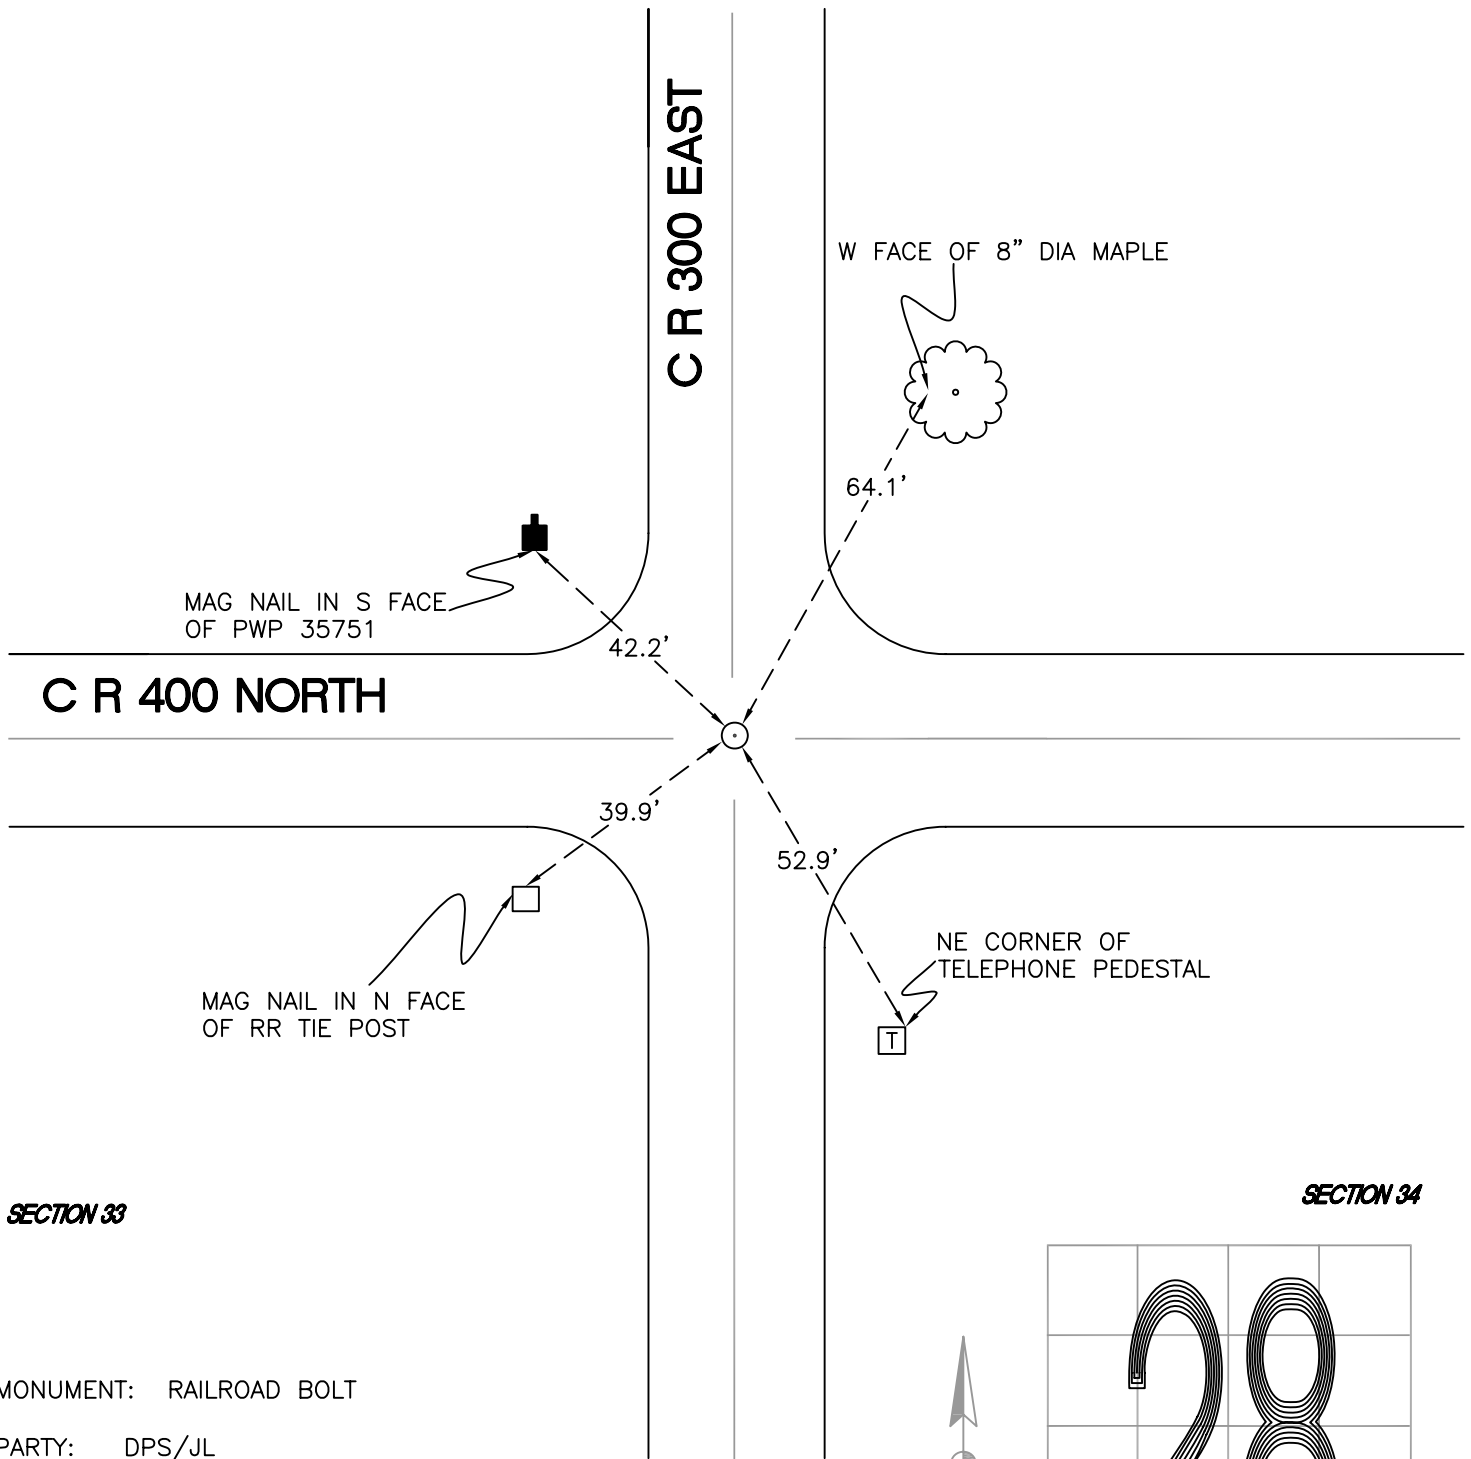 C R 300 EAST
W FACE OF 8” DIA MAPLE
64.1’
MAG NAIL IN S FACE
OF PWP 35751
42.2’
C R 400 NORTH
39.9’
52.9’
NE CORNER OF
TELEPHONE PEDESTAL
T
MAG NAIL IN N FACE
OF RR TIE POST
SECTION 33
SECTION 34
28
MONUMENT: RAILROAD BOLT
PARTY: DPS/JL